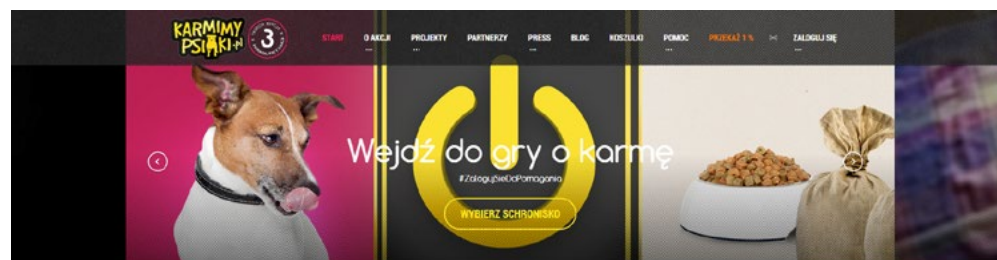 KARMIMY
PSIAKI.pl
3
START O AKCJI PROJEKTY PARTNERZY PRESS BLOG KOSZULKI POMOC PRZEKAŻ 1 % ZALOGUJ SIĘ
Wejdź do gry o karmę
#ZalogujSieDoPomagania
WYBIERZ SCHRONISKO